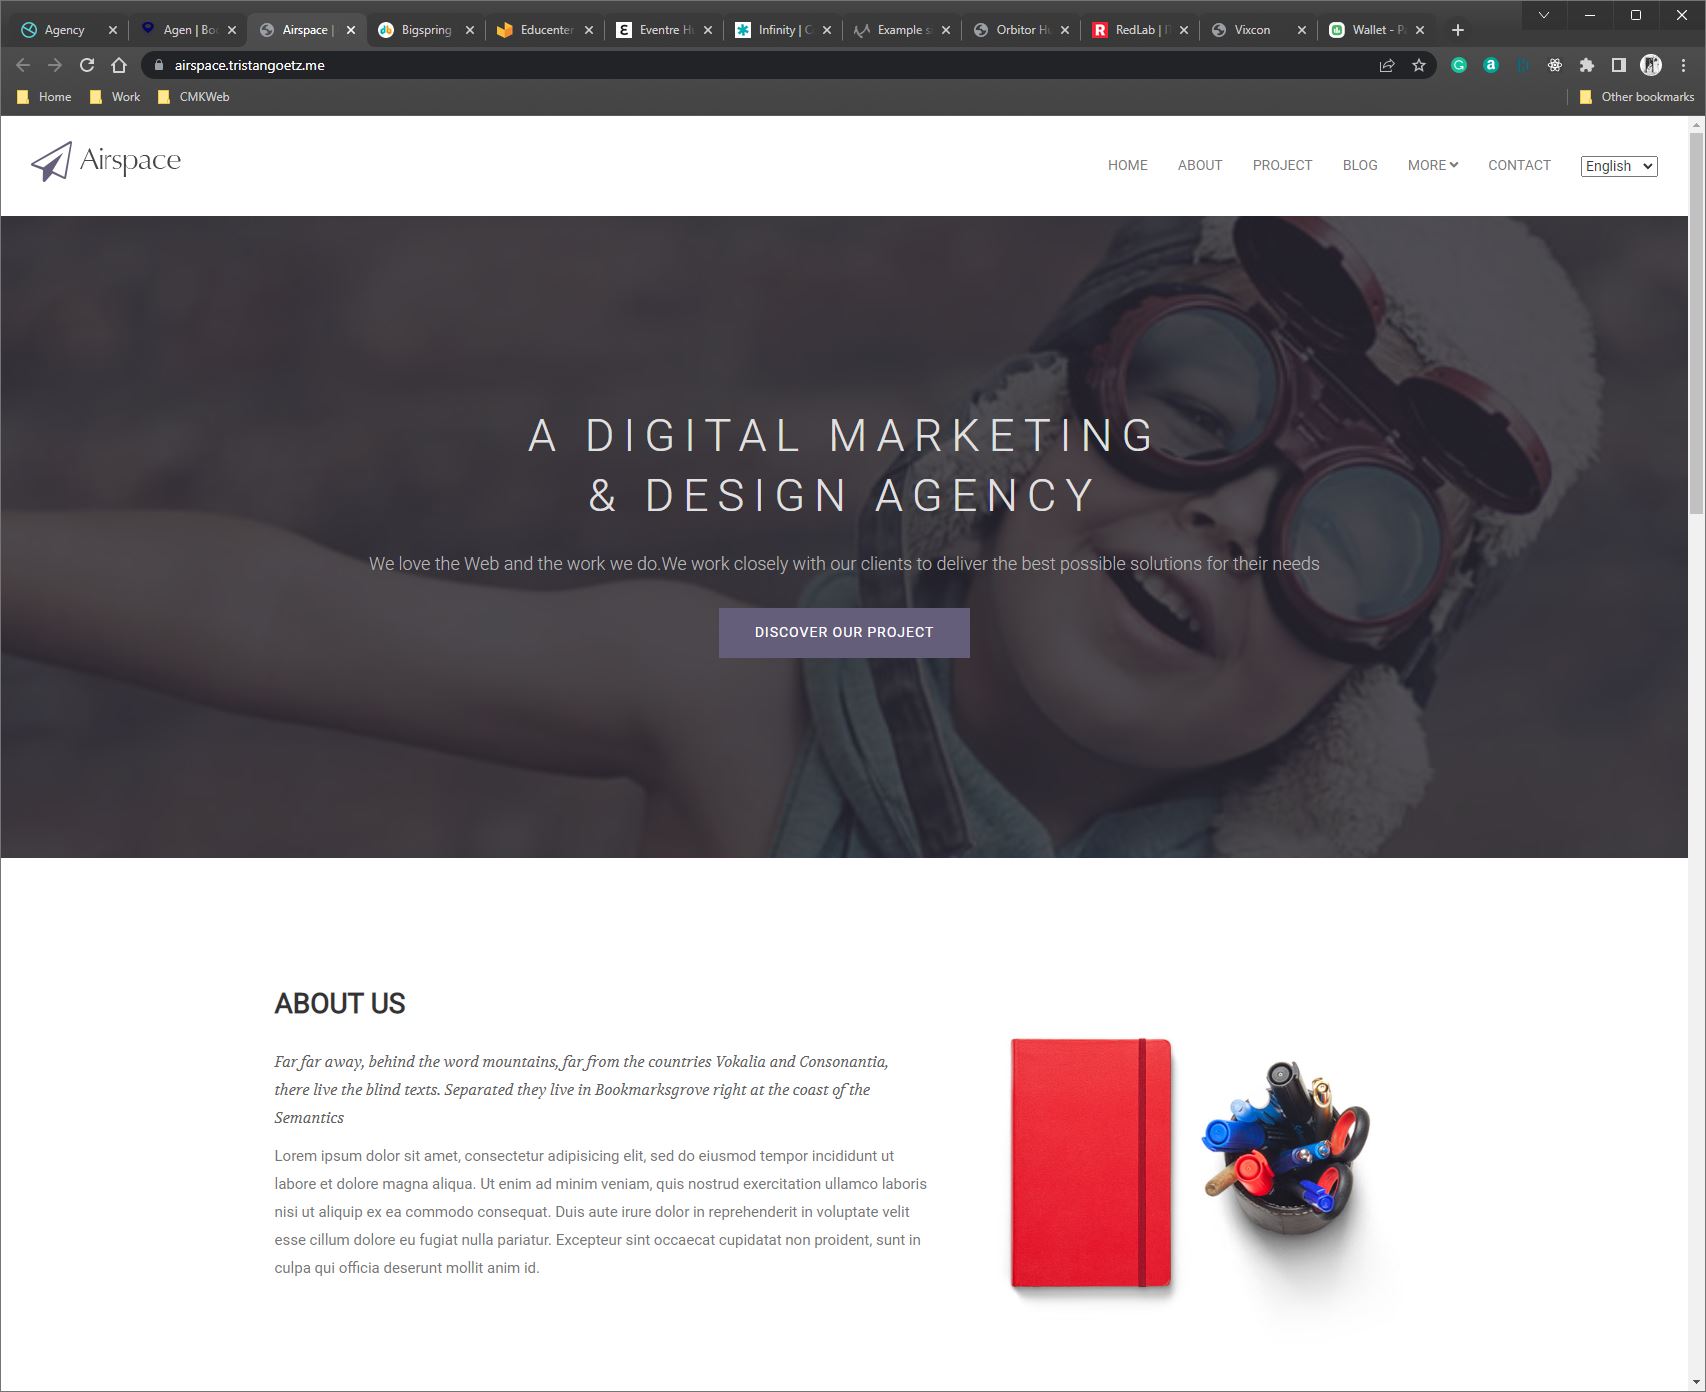 Agency
Agen | Boo
Airspace |
Bigspring
Educenter
Eventre Hu
Infinity | C
Example s
Orbitor Hu
RedLab | IT
Vixcon
Wallet - Pa
airspace.tristangoetz.me
Home
Work
CMKWeb
Other bookmarks
Airspace
HOME
ABOUT
PROJECT
BLOG
MORE
CONTACT
English
A DIGITAL MARKETING
& DESIGN AGENCY
We love the Web and the work we do.We work closely with our clients to deliver the best possible solutions for their needs
DISCOVER OUR PROJECT
ABOUT US
Far far away, behind the word mountains, far from the countries Vokalia and Consonantia,
there live the blind texts. Separated they live in Bookmarksgrove right at the coast of the
Semantics
Lorem ipsum dolor sit amet, consectetur adipisicing elit, sed do eiusmod tempor incididunt ut
labore et dolore magna aliqua. Ut enim ad minim veniam, quis nostrud exercitation ullamco laboris
nisi ut aliquip ex ea commodo consequat. Duis aute irure dolor in reprehenderit in voluptate velit
esse cillum dolore eu fugiat nulla pariatur. Excepteur sint occaecat cupidatat non proident, sunt in
culpa qui officia deserunt mollit anim id.